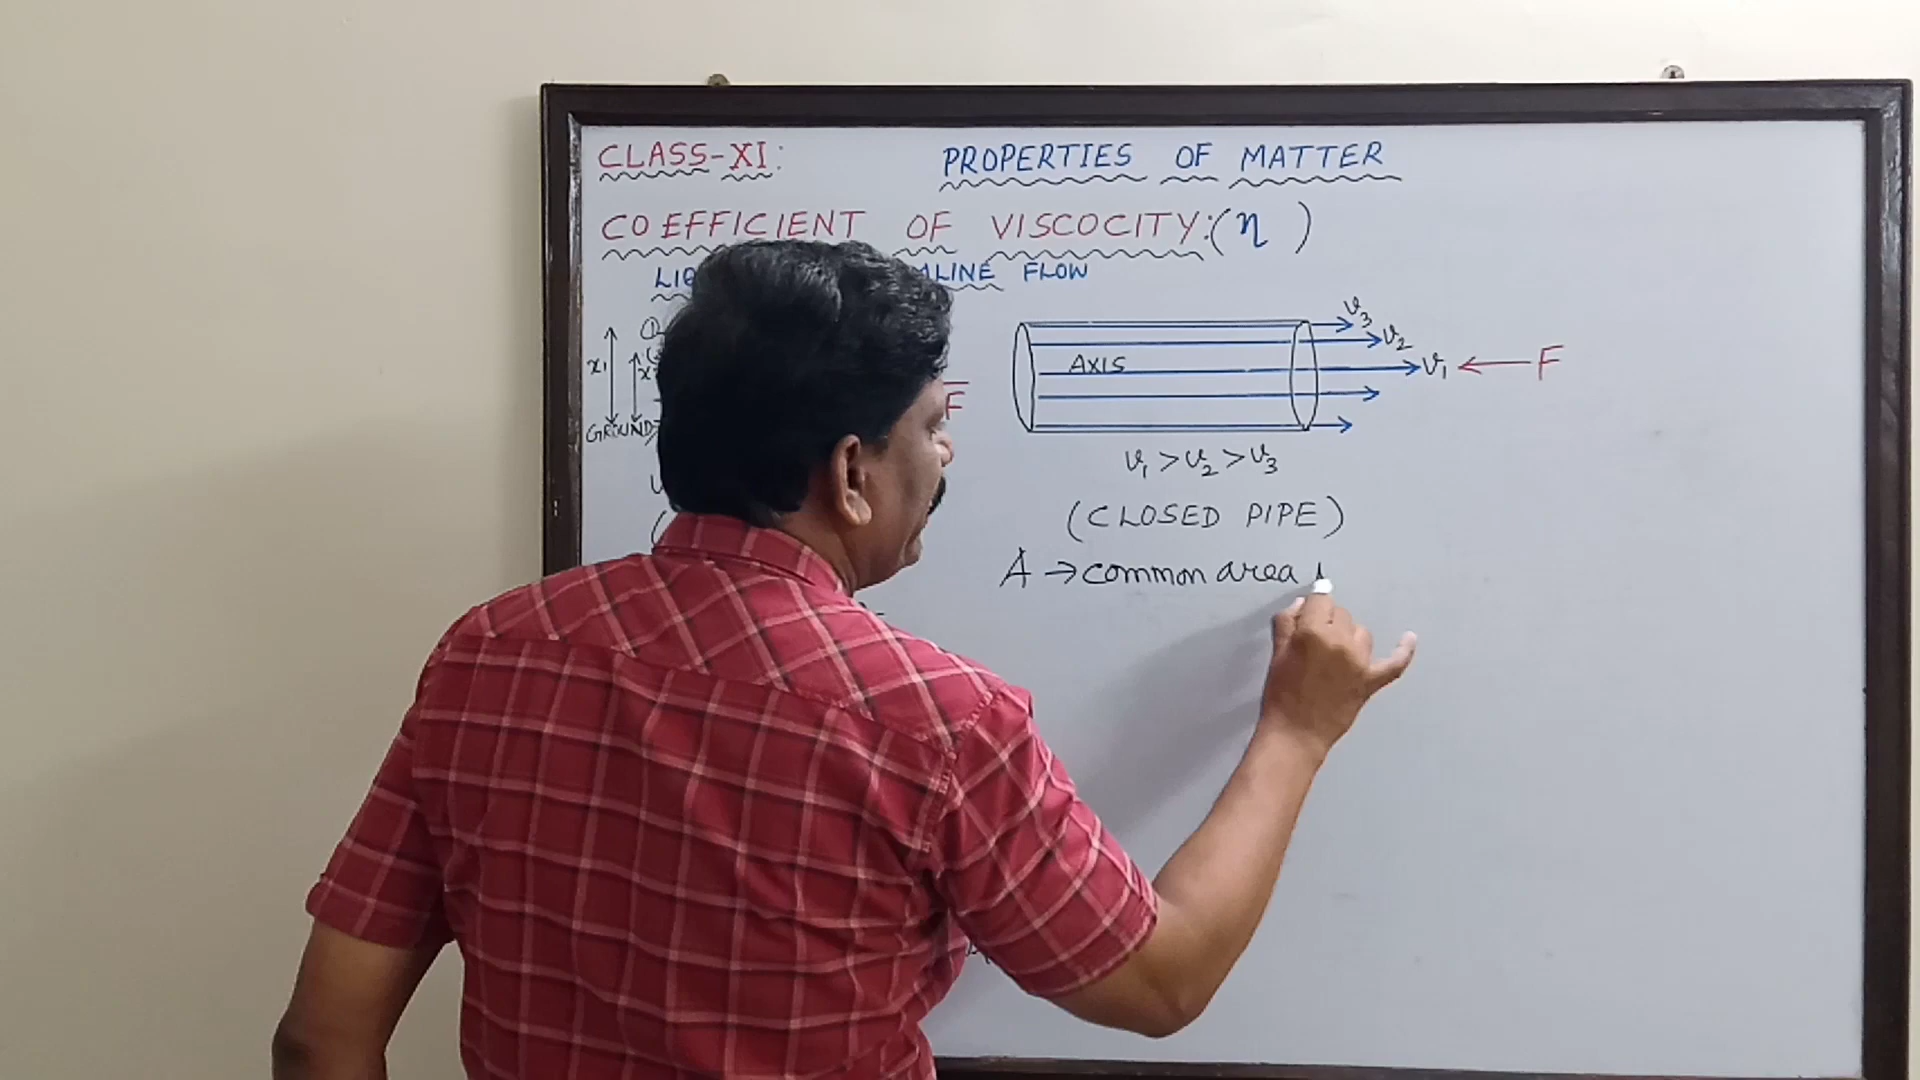 CLASS-XI: PROPERTIES OF MATTER
COEFFICIENT OF VISCOCITY:(η )
FLOW
v₃
v₂
x₁
AXIS
v₁ ← F
F
GROUND
v₁ > v₂ > v₃
(CLOSED PIPE)
A → common area